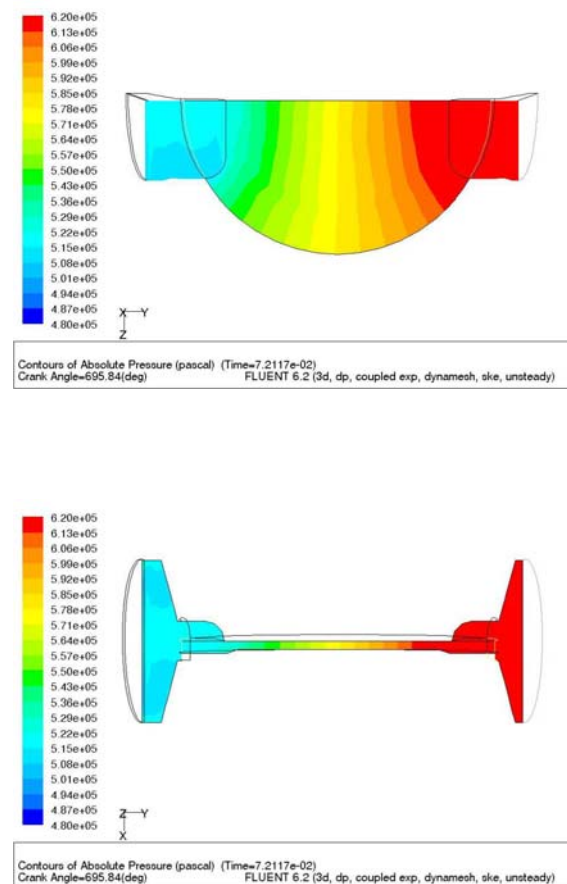 6.20e+05
6.13e+05
6.06e+05
5.99e+05
5.92e+05
5.85e+05
5.78e+05
5.71e+05
5.64e+05
5.57e+05
5.50e+05
5.43e+05
5.36e+05
5.29e+05
5.22e+05
5.15e+05
5.08e+05
5.01e+05
4.94e+05
4.87e+05
4.80e+05
X Y
Z
Contours of Absolute Pressure (pascal) (Time=7.2117e-02)
Crank Angle=695.84(deg) FLUENT 6.2 (3d, dp, coupled exp, dynamesh, ske, unsteady)
6.20e+05
6.13e+05
6.06e+05
5.99e+05
5.92e+05
5.85e+05
5.78e+05
5.71e+05
5.64e+05
5.57e+05
5.50e+05
5.43e+05
5.36e+05
5.29e+05
5.22e+05
5.15e+05
5.08e+05
5.01e+05
4.94e+05
4.87e+05
4.80e+05
Z Y
X
Contours of Absolute Pressure (pascal) (Time=7.2117e-02)
Crank Angle=695.84(deg) FLUENT 6.2 (3d, dp, coupled exp, dynamesh, ske, unsteady)